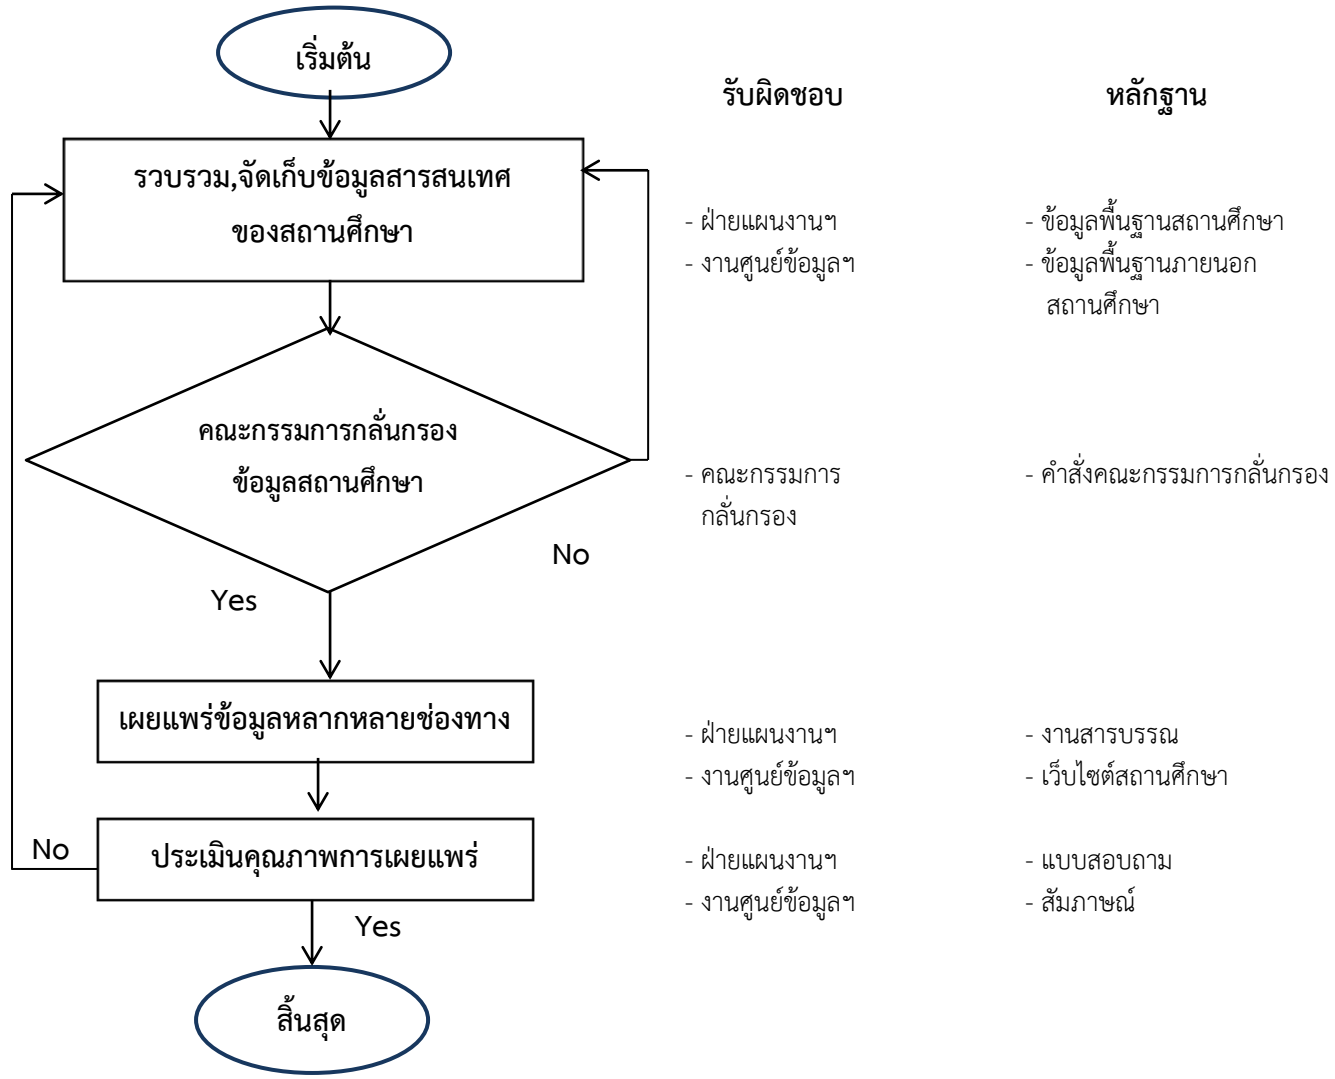 เริ่มต้น
รับผิดชอบ
หลักฐาน
รวบรวม,จัดเก็บข้อมูลสารสนเทศ
ของสถานศึกษา
- ฝ่ายแผนงานฯ
- งานศูนย์ข้อมูลฯ
- ข้อมูลพื้นฐานสถานศึกษา
- ข้อมูลพื้นฐานภายนอก
สถานศึกษา
คณะกรรมการกลั่นกรอง
ข้อมูลสถานศึกษา
- คณะกรรมการ
กลั่นกรอง
- คำสั่งคณะกรรมการกลั่นกรอง
No
Yes
เผยแพร่ข้อมูลหลากหลายช่องทาง
- ฝ่ายแผนงานฯ
- งานศูนย์ข้อมูลฯ
- งานสารบรรณ
- เว็บไซต์สถานศึกษา
No
ประเมินคุณภาพการเผยแพร่
- ฝ่ายแผนงานฯ
- งานศูนย์ข้อมูลฯ
- แบบสอบถาม
- สัมภาษณ์
Yes
สิ้นสุด